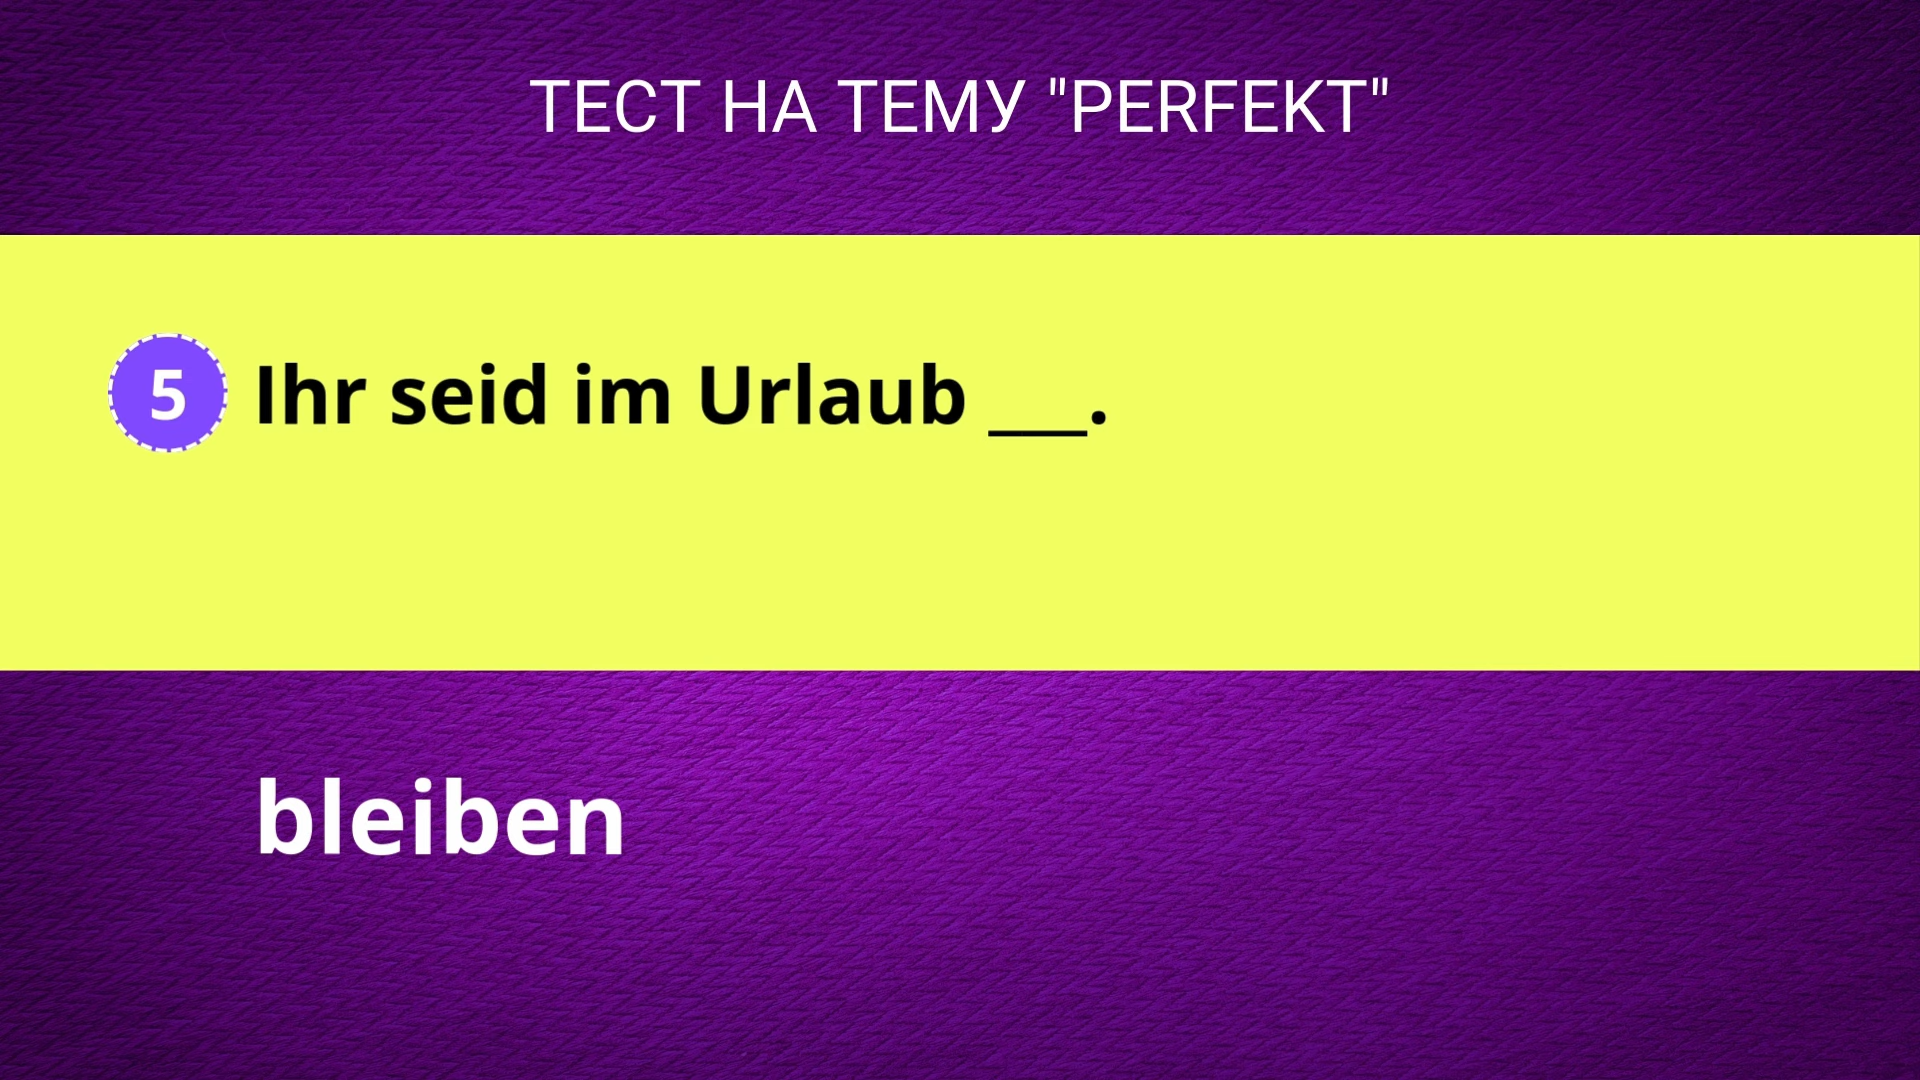 ТЕСТ НА ТЕМУ "PERFEKT"
5 Ihr seid im Urlaub ___.
bleiben